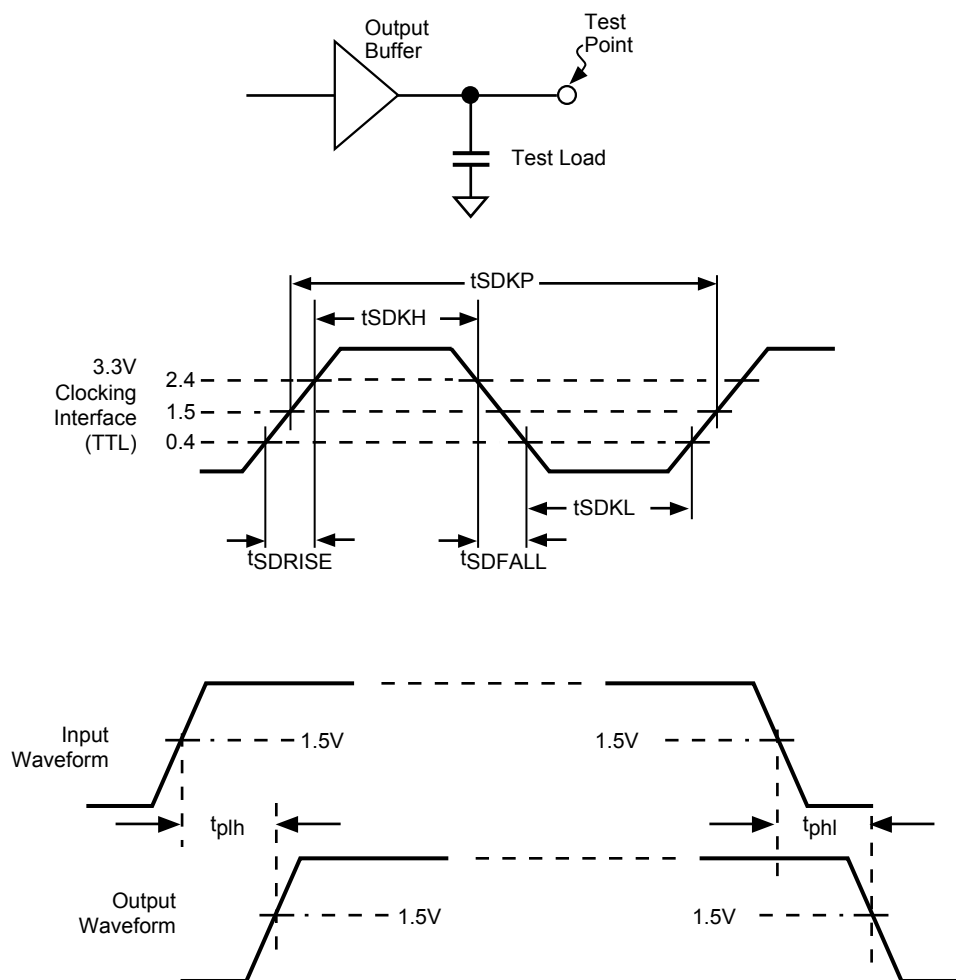 Output
Buffer
Test
Point
Test Load
tSDKP
tSDKH
3.3V
Clocking
Interface
(TTL)
2.4
1.5
0.4
tSDKL
tSDRISE
tSDFALL
Input
Waveform
1.5V
1.5V
tplh
tphl
Output
Waveform
1.5V
1.5V